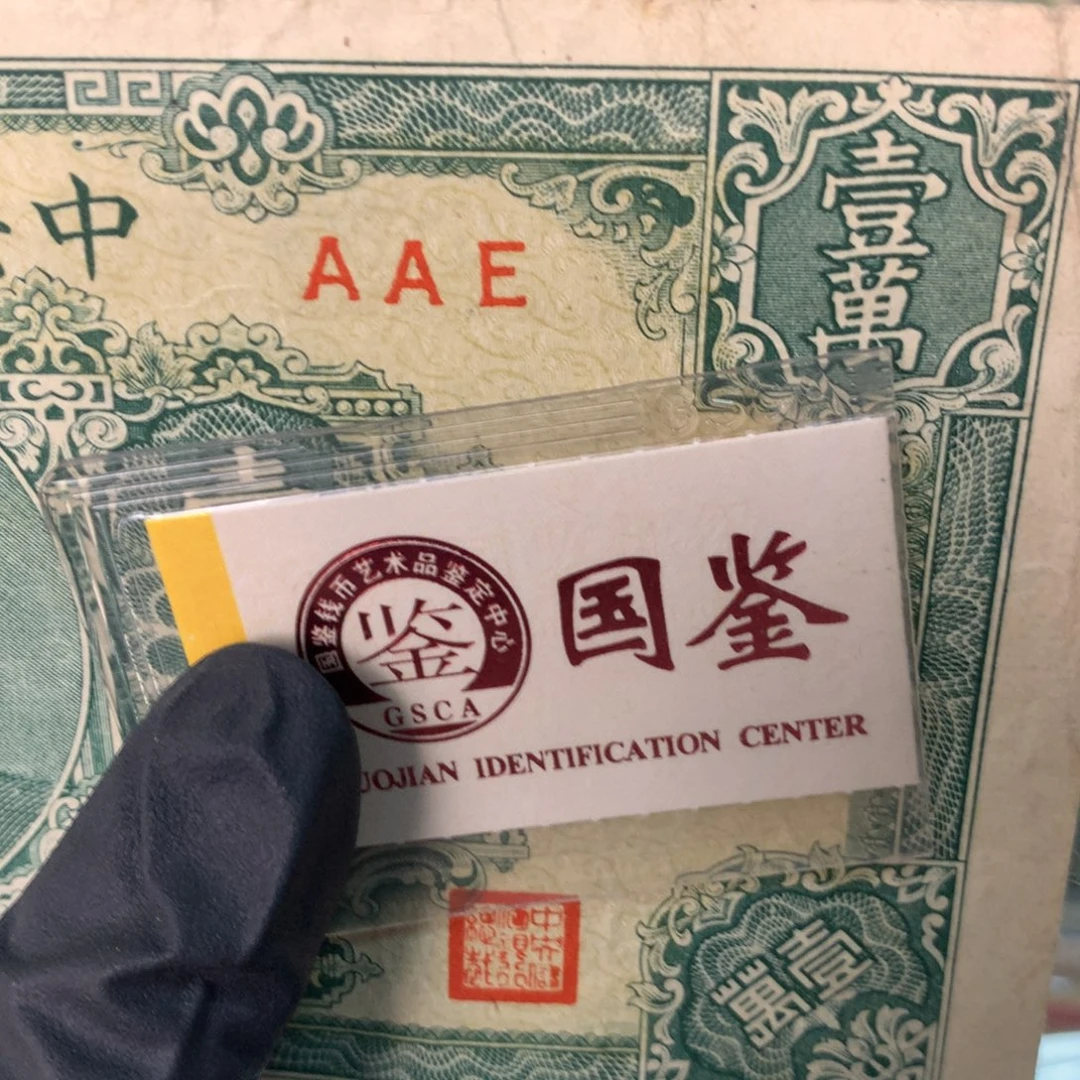 中
AAE
壹萬
国鉴钱币艺术品鉴定中心
鉴
GSCA
国鉴
UOJIAN IDENTIFICATION CENTER
壹萬